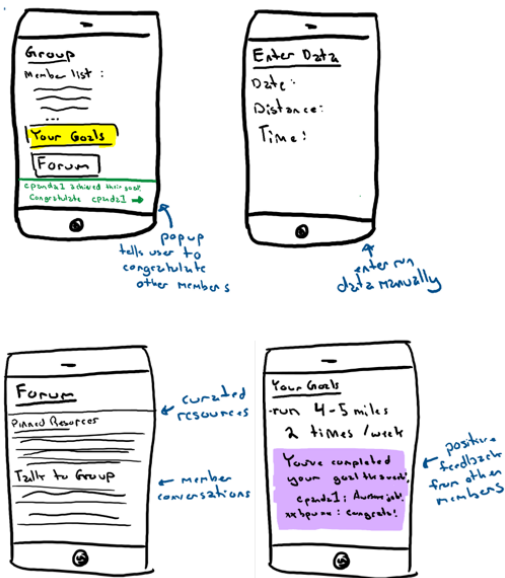 Group
Member list :
...
Your Goals
Forum
cpanda1 achieved their goal!
Congratulate cpanda1 →
popup
tells user to
congratulate
other members
Enter Data
Date :
Distance:
Time:
enter run
data manually
Forum
Pinned Resources
Talk to Group
curated
resources
member
conversations
Your Goals
-run 4-5 miles
2 times /week
You've completed
your goal this week!
cpanda1: Awesome job!
: congrats!
positive
feedback
from other
members